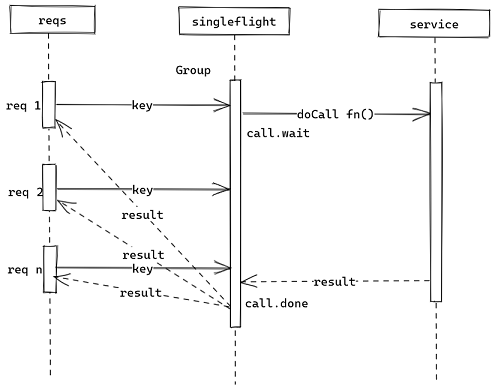 reqs
singleflight
service
Group
req 1
key
doCall fn()
call.wait
req 2
key
result
result
req n
key
result
result
call.done